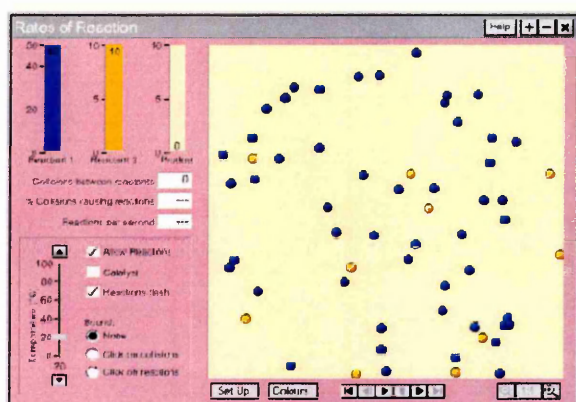 Rates of Reaction
Help
50 10 10
10
40
20 5 5
0 0 0
0
Reactant 1 Reactant 2 Product
Collisions between reactants 0
% Collisions causing reactions ---
Reactions per second ---
Allow Reactions
Catalyst
Reactions flash
Sound:
None
Click on collisions
Click on reactions
Temperature (°C)
100
80
60
40
20
0
20
Set Up Colours